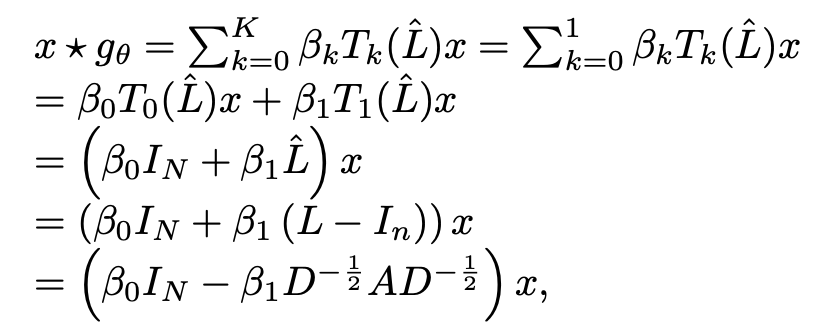 x ⋆ g_θ = ∑_{k=0}^{K} β_k T_k(L̂)x = ∑_{k=0}^{1} β_k T_k(L̂)x
= β_0 T_0(L̂)x + β_1 T_1(L̂)x
= (β_0 I_N + β_1 L̂) x
= (β_0 I_N + β_1 (L − I_n)) x
= (β_0 I_N − β_1 D^{−1/2} A D^{−1/2}) x,